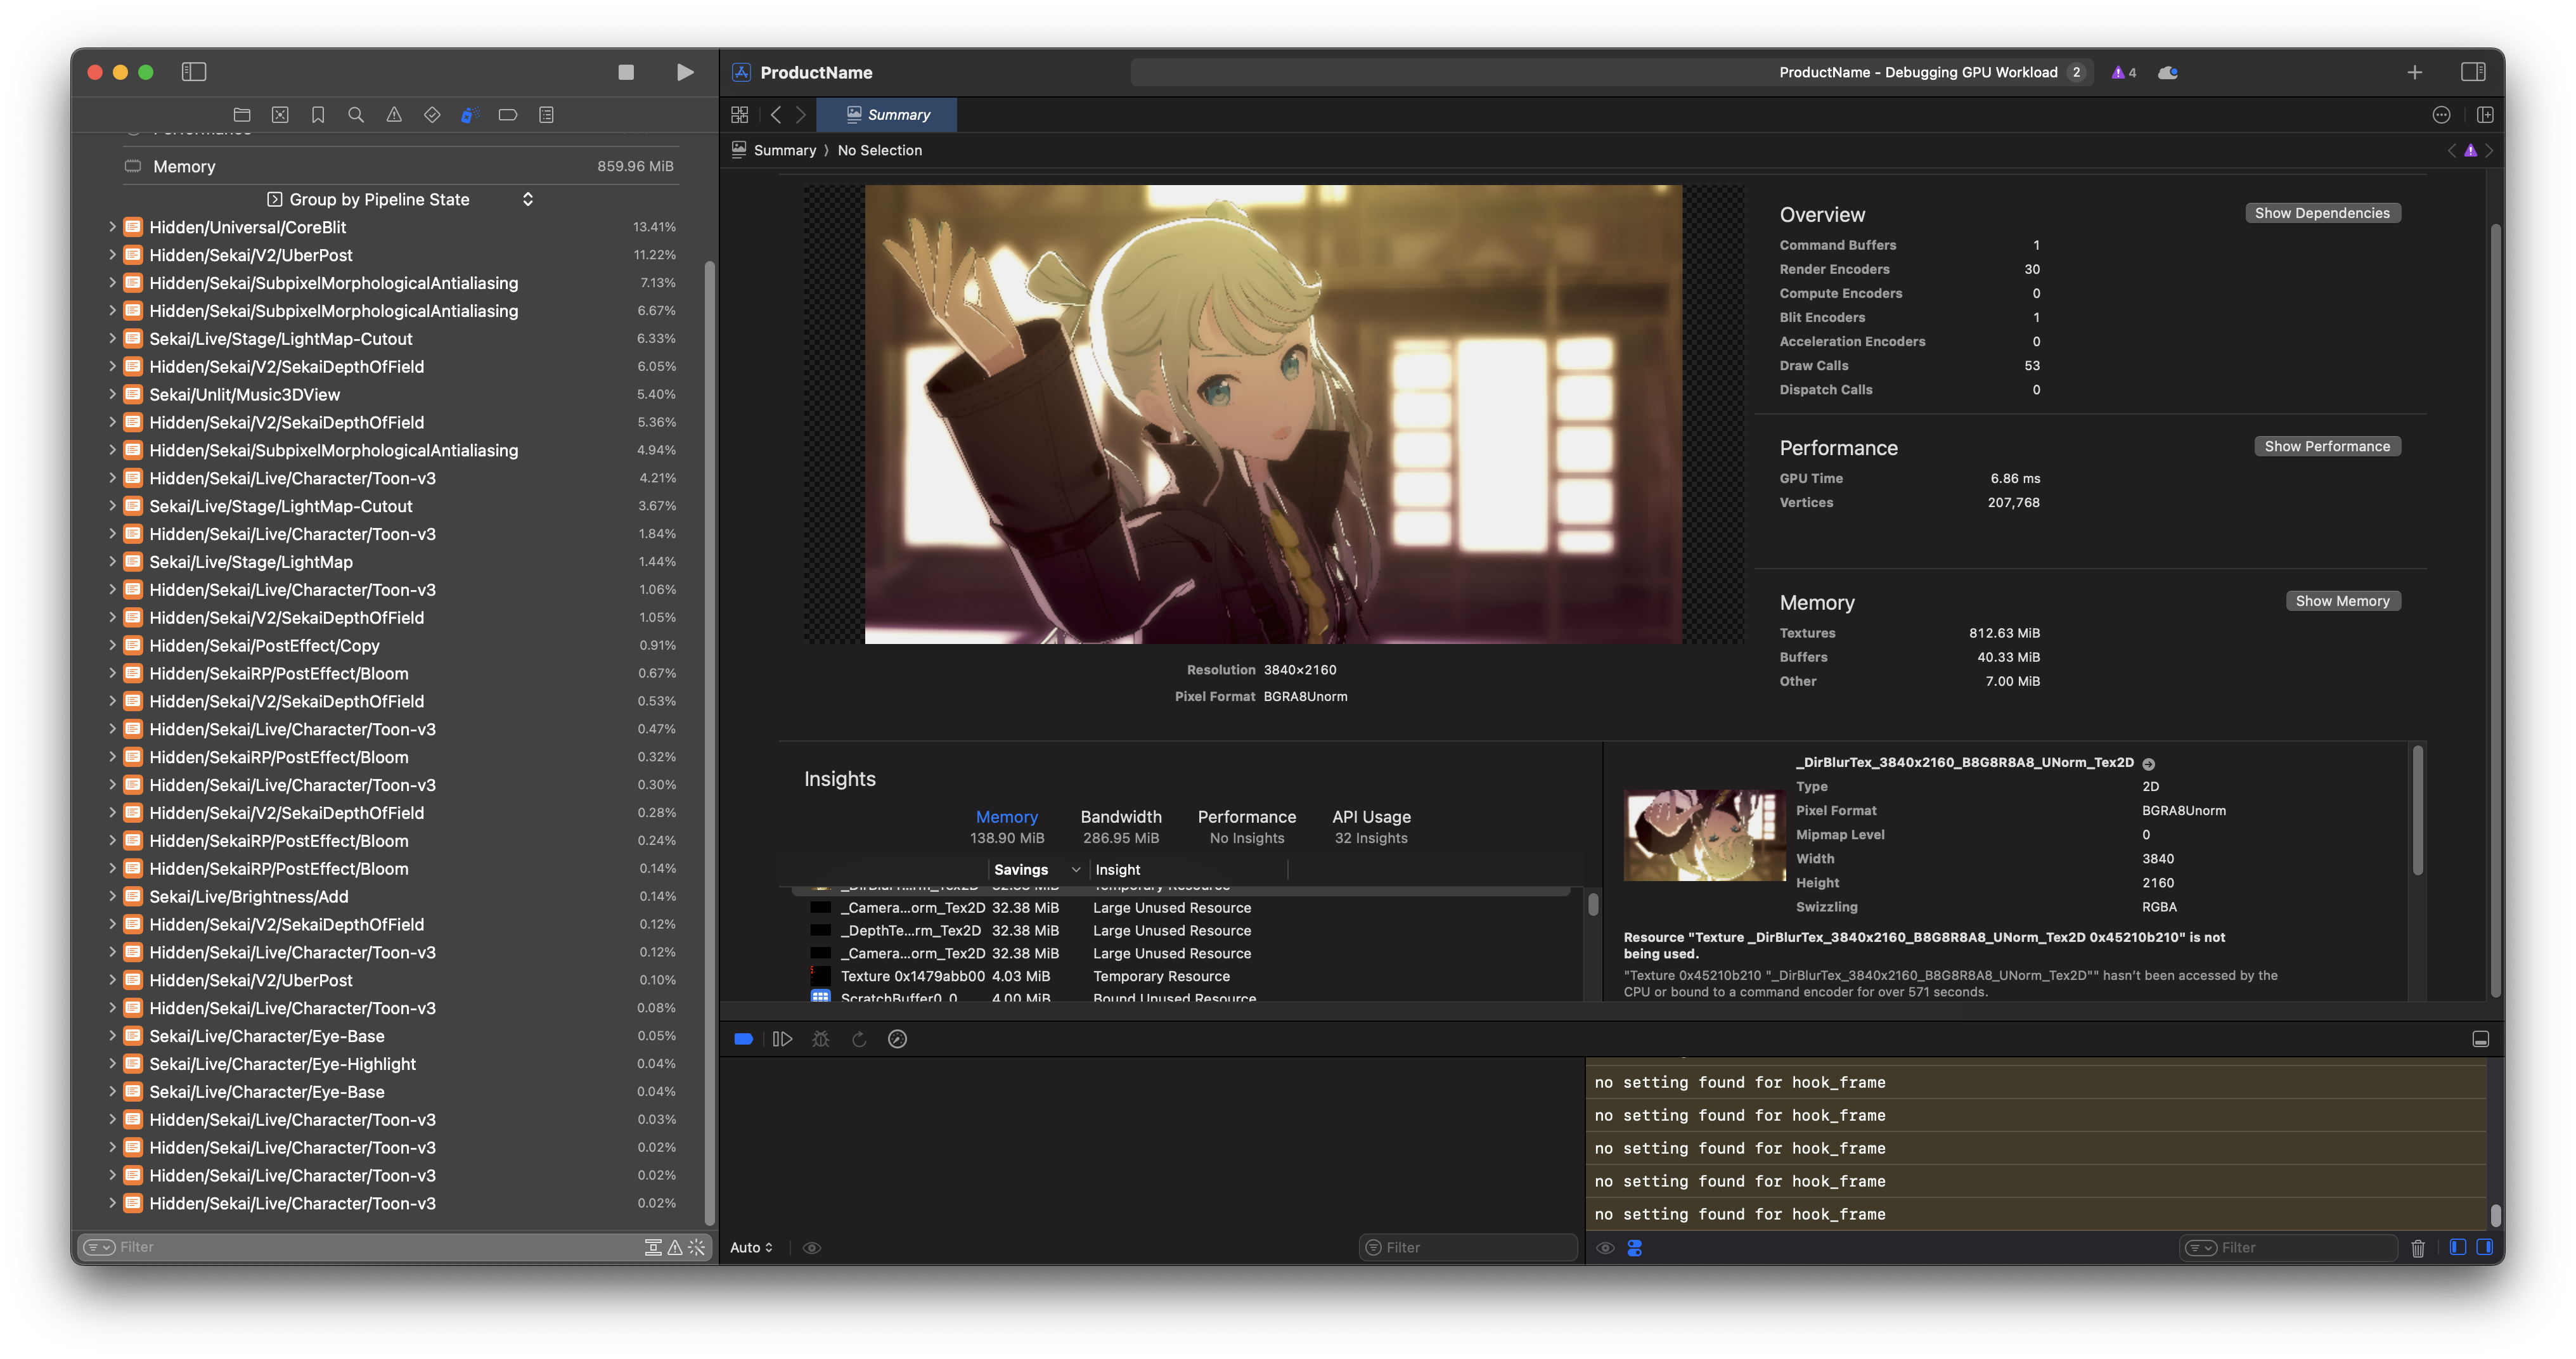 ProductName
ProductName - Debugging GPU Workload 2
4
Summary
Summary 〉 No Selection
Performance
Memory 859.96 MiB
Group by Pipeline State
Hidden/Universal/CoreBlit 13.41%
Hidden/Sekai/V2/UberPost 11.22%
Hidden/Sekai/SubpixelMorphologicalAntialiasing 7.13%
Hidden/Sekai/SubpixelMorphologicalAntialiasing 6.67%
Sekai/Live/Stage/LightMap-Cutout 6.33%
Hidden/Sekai/V2/SekaiDepthOfField 6.05%
Sekai/Unlit/Music3DView 5.40%
Hidden/Sekai/V2/SekaiDepthOfField 5.36%
Hidden/Sekai/SubpixelMorphologicalAntialiasing 4.94%
Hidden/Sekai/Live/Character/Toon-v3 4.21%
Sekai/Live/Stage/LightMap-Cutout 3.67%
Hidden/Sekai/Live/Character/Toon-v3 1.84%
Sekai/Live/Stage/LightMap 1.44%
Hidden/Sekai/Live/Character/Toon-v3 1.06%
Hidden/Sekai/V2/SekaiDepthOfField 1.05%
Hidden/Sekai/PostEffect/Copy 0.91%
Hidden/SekaiRP/PostEffect/Bloom 0.67%
Hidden/Sekai/V2/SekaiDepthOfField 0.53%
Hidden/Sekai/Live/Character/Toon-v3 0.47%
Hidden/SekaiRP/PostEffect/Bloom 0.32%
Hidden/Sekai/Live/Character/Toon-v3 0.30%
Hidden/Sekai/V2/SekaiDepthOfField 0.28%
Hidden/SekaiRP/PostEffect/Bloom 0.24%
Hidden/SekaiRP/PostEffect/Bloom 0.14%
Sekai/Live/Brightness/Add 0.14%
Hidden/Sekai/V2/SekaiDepthOfField 0.12%
Hidden/Sekai/Live/Character/Toon-v3 0.12%
Hidden/Sekai/V2/UberPost 0.10%
Hidden/Sekai/Live/Character/Toon-v3 0.08%
Sekai/Live/Character/Eye-Base 0.05%
Sekai/Live/Character/Eye-Highlight 0.04%
Sekai/Live/Character/Eye-Base 0.04%
Hidden/Sekai/Live/Character/Toon-v3 0.03%
Hidden/Sekai/Live/Character/Toon-v3 0.02%
Hidden/Sekai/Live/Character/Toon-v3 0.02%
Hidden/Sekai/Live/Character/Toon-v3 0.02%
Filter
Resolution 3840×2160
Pixel Format BGRA8Unorm
Overview Show Dependencies
Command Buffers 1
Render Encoders 30
Compute Encoders 0
Blit Encoders 1
Acceleration Encoders 0
Draw Calls 53
Dispatch Calls 0
Performance Show Performance
GPU Time 6.86 ms
Vertices 207,768
Memory Show Memory
Textures 812.63 MiB
Buffers 40.33 MiB
Other 7.00 MiB
Insights
Memory Bandwidth Performance API Usage
138.90 MiB 286.95 MiB No Insights 32 Insights
Savings Insight
_DirBlurT...rm_Tex2D 32.38 MiB Temporary Resource
_Camera...orm_Tex2D 32.38 MiB Large Unused Resource
_DepthTe...rm_Tex2D 32.38 MiB Large Unused Resource
_Camera...orm_Tex2D 32.38 MiB Large Unused Resource
Texture 0x1479abb00 4.03 MiB Temporary Resource
ScratchBuffer0_0 4.00 MiB Bound Unused Resource
_DirBlurTex_3840x2160_B8G8R8A8_UNorm_Tex2D
Type 2D
Pixel Format BGRA8Unorm
Mipmap Level 0
Width 3840
Height 2160
Swizzling RGBA
Resource "Texture _DirBlurTex_3840x2160_B8G8R8A8_UNorm_Tex2D 0x45210b210" is not
being used.
"Texture 0x45210b210 "_DirBlurTex_3840x2160_B8G8R8A8_UNorm_Tex2D"" hasn't been accessed by the
CPU or bound to a command encoder for over 571 seconds.
no setting found for hook_frame
no setting found for hook_frame
no setting found for hook_frame
no setting found for hook_frame
no setting found for hook_frame
Auto
Filter
Filter